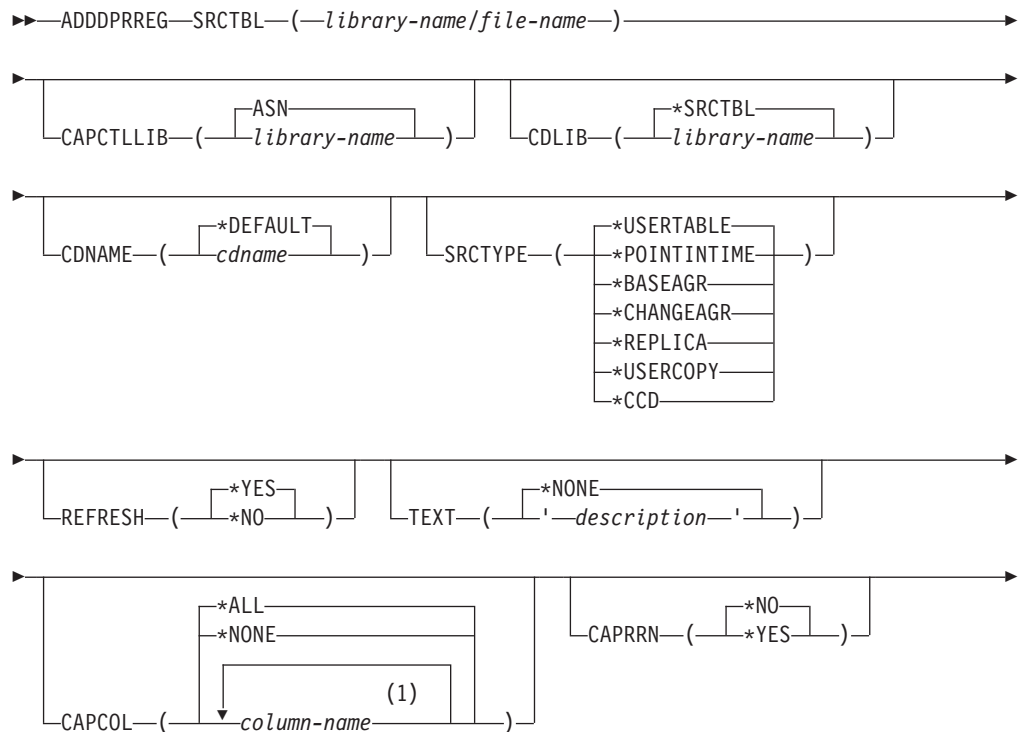 ADDDPRREG SRCTBL ( library-name/file-name )
ASN *SRCTBL
CAPCTLLIB ( library-name ) CDLIB ( library-name )
*DEFAULT *USERTABLE
CDNAME ( cdname ) SRCTYPE ( *POINTINTIME )
*BASEAGR
*CHANGEAGR
*REPLICA
*USERCOPY
*CCD
*YES *NONE
REFRESH ( *NO ) TEXT ( ' description ' )
*ALL *NO
*NONE CAPRRN ( *YES )
(1)
CAPCOL ( column-name )